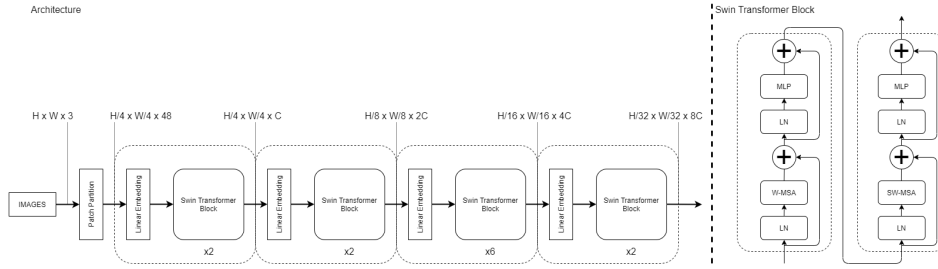 Architecture
Swin Transformer Block
H x W x 3
H/4 x W/4 x 48
H/4 x W/4 x C
H/8 x W/8 x 2C
H/16 x W/16 x 4C
H/32 x W/32 x 8C
IMAGES
Patch Partition
Linear Embedding
Swin Transformer
Block
x2
Linear Embedding
Swin Transformer
Block
x2
Linear Embedding
Swin Transformer
Block
x6
Linear Embedding
Swin Transformer
Block
x2
MLP
LN
W-MSA
LN
MLP
LN
SW-MSA
LN